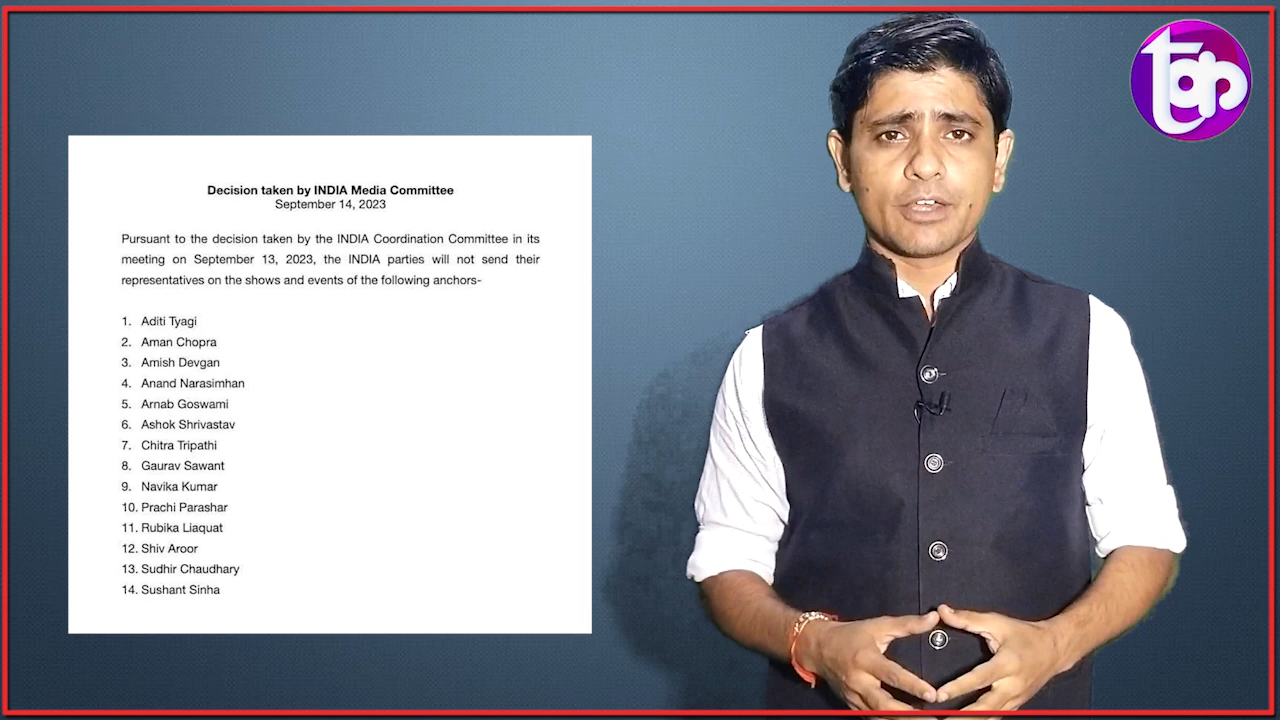 Decision taken by INDIA Media Committee
September 14, 2023
Pursuant to the decision taken by the INDIA Coordination Committee in its
meeting on September 13, 2023, the INDIA parties will not send their
representatives on the shows and events of the following anchors-
1. Aditi Tyagi
2. Aman Chopra
3. Amish Devgan
4. Anand Narasimhan
5. Arnab Goswami
6. Ashok Shrivastav
7. Chitra Tripathi
8. Gaurav Sawant
9. Navika Kumar
10. Prachi Parashar
11. Rubika Liaquat
12. Shiv Aroor
13. Sudhir Chaudhary
14. Sushant Sinha
top